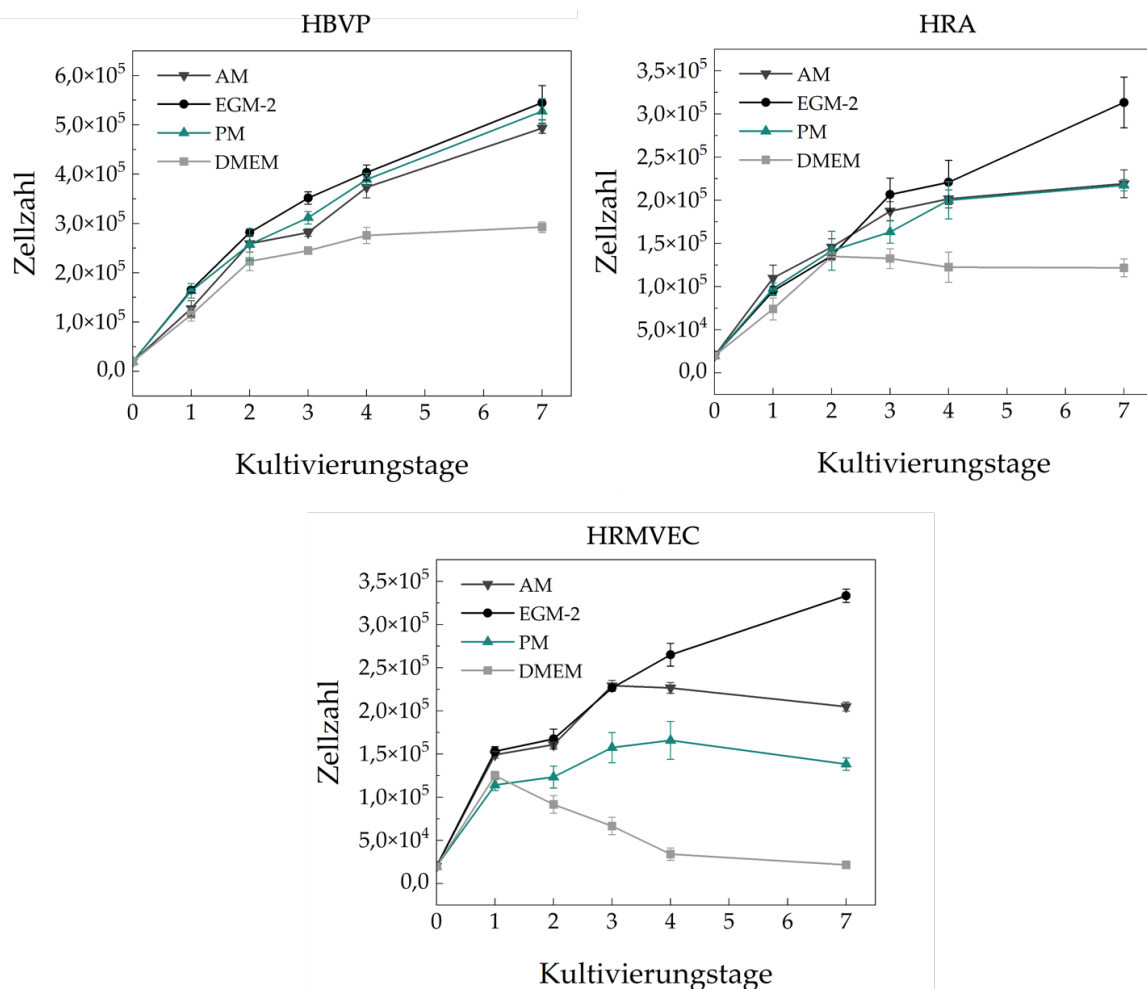 HBVP
Zellzahl
6,0×10⁵
5,0×10⁵
4,0×10⁵
3,0×10⁵
2,0×10⁵
1,0×10⁵
0,0
AM
EGM-2
PM
DMEM
0 1 2 3 4 5 6 7
Kultivierungstage
HRA
Zellzahl
3,5×10⁵
3,0×10⁵
2,5×10⁵
2,0×10⁵
1,5×10⁵
1,0×10⁵
5,0×10⁴
0,0
AM
EGM-2
PM
DMEM
0 1 2 3 4 5 6 7
Kultivierungstage
HRMVEC
Zellzahl
3,5×10⁵
3,0×10⁵
2,5×10⁵
2,0×10⁵
1,5×10⁵
1,0×10⁵
5,0×10⁴
0,0
AM
EGM-2
PM
DMEM
0 1 2 3 4 5 6 7
Kultivierungstage